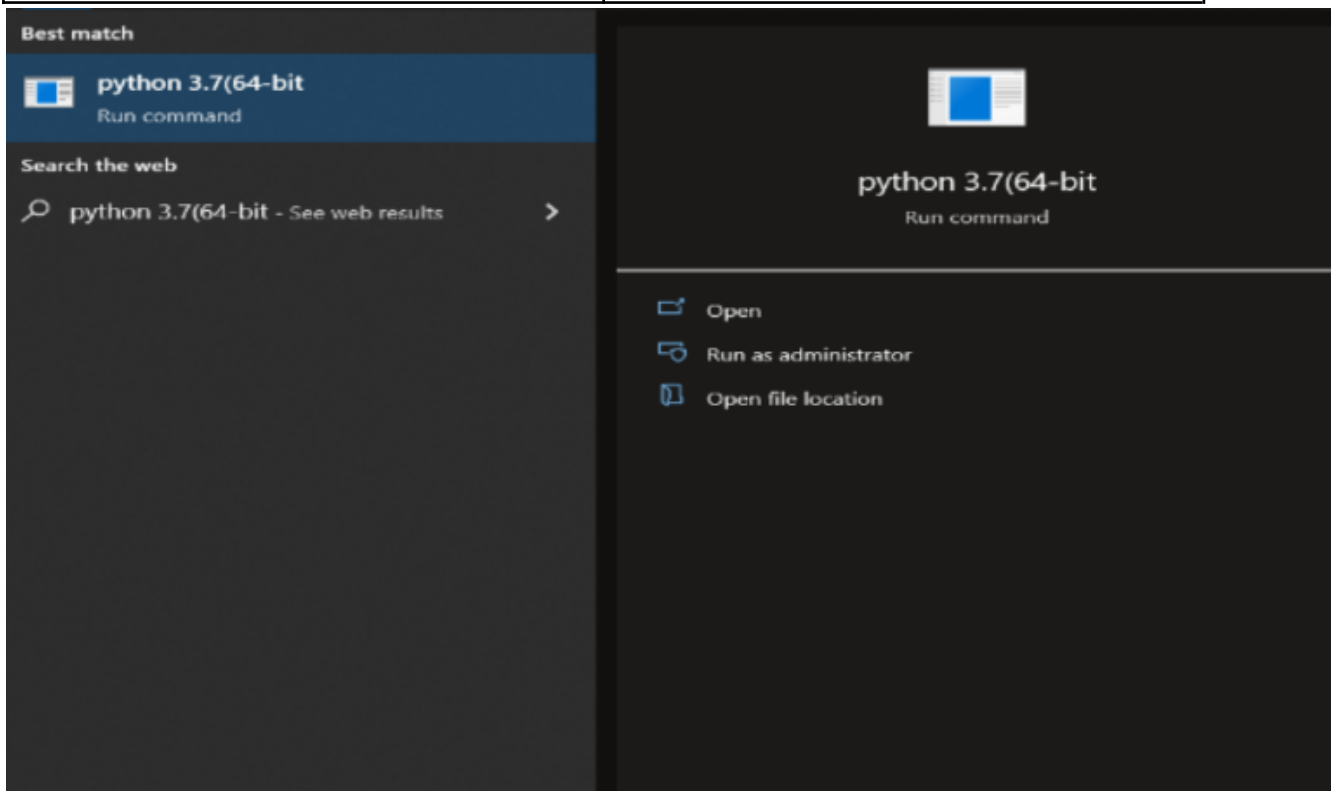 Best match
python 3.7(64-bit
Run command
Search the web
python 3.7(64-bit - See web results
python 3.7(64-bit
Run command
Open
Run as administrator
Open file location